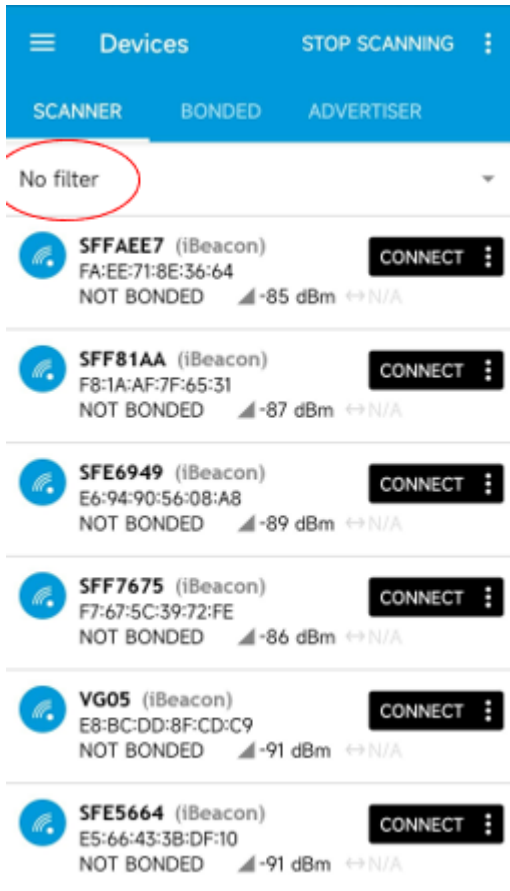 Devices STOP SCANNING
SCANNER BONDED ADVERTISER
No filter
SFFAEE7 (iBeacon)
FA:EE:71:8E:36:64
CONNECT
NOT BONDED -85 dBm N/A
SFF81AA (iBeacon)
F8:1A:AF:7F:65:31
CONNECT
NOT BONDED -87 dBm N/A
SFE6949 (iBeacon)
E6:94:90:56:08:A8
CONNECT
NOT BONDED -89 dBm N/A
SFF7675 (iBeacon)
F7:67:5C:39:72:FE
CONNECT
NOT BONDED -86 dBm N/A
VG05 (iBeacon)
E8:BC:DD:8F:CD:C9
CONNECT
NOT BONDED -91 dBm N/A
SFE5664 (iBeacon)
E5:66:43:3B:DF:10
CONNECT
NOT BONDED -91 dBm N/A